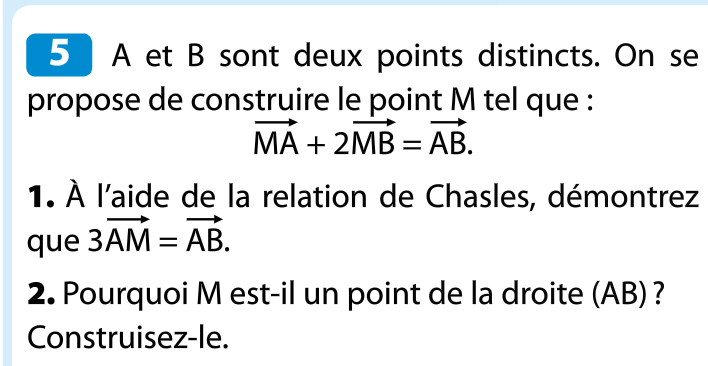 5 A et B sont deux points distincts. On se
propose de construire le point M tel que :
$\overrightarrow{MA} + 2\overrightarrow{MB} = \overrightarrow{AB}$.
1. À l'aide de la relation de Chasles, démontrez
que $3\overrightarrow{AM} = \overrightarrow{AB}$.
2. Pourquoi M est-il un point de la droite (AB) ?
Construisez-le.